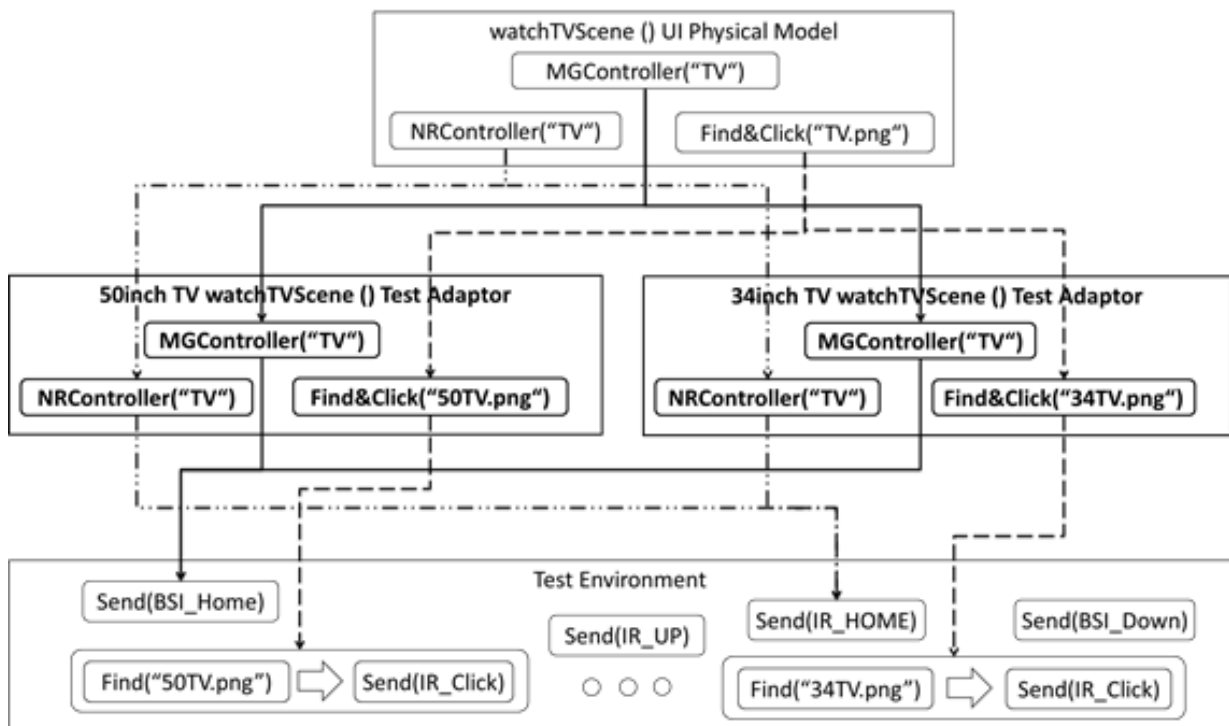 watchTVScene () UI Physical Model
MGController("TV")
NRController("TV")
Find&Click("TV.png")
50inch TV watchTVScene () Test Adaptor
MGController("TV")
NRController("TV")
Find&Click("50TV.png")
34inch TV watchTVScene () Test Adaptor
MGController("TV")
NRController("TV")
Find&Click("34TV.png")
Test Environment
Send(BSI_Home)
Send(IR_UP)
Send(IR_HOME)
Send(BSI_Down)
Find("50TV.png")
Send(IR_Click)
Find("34TV.png")
Send(IR_Click)